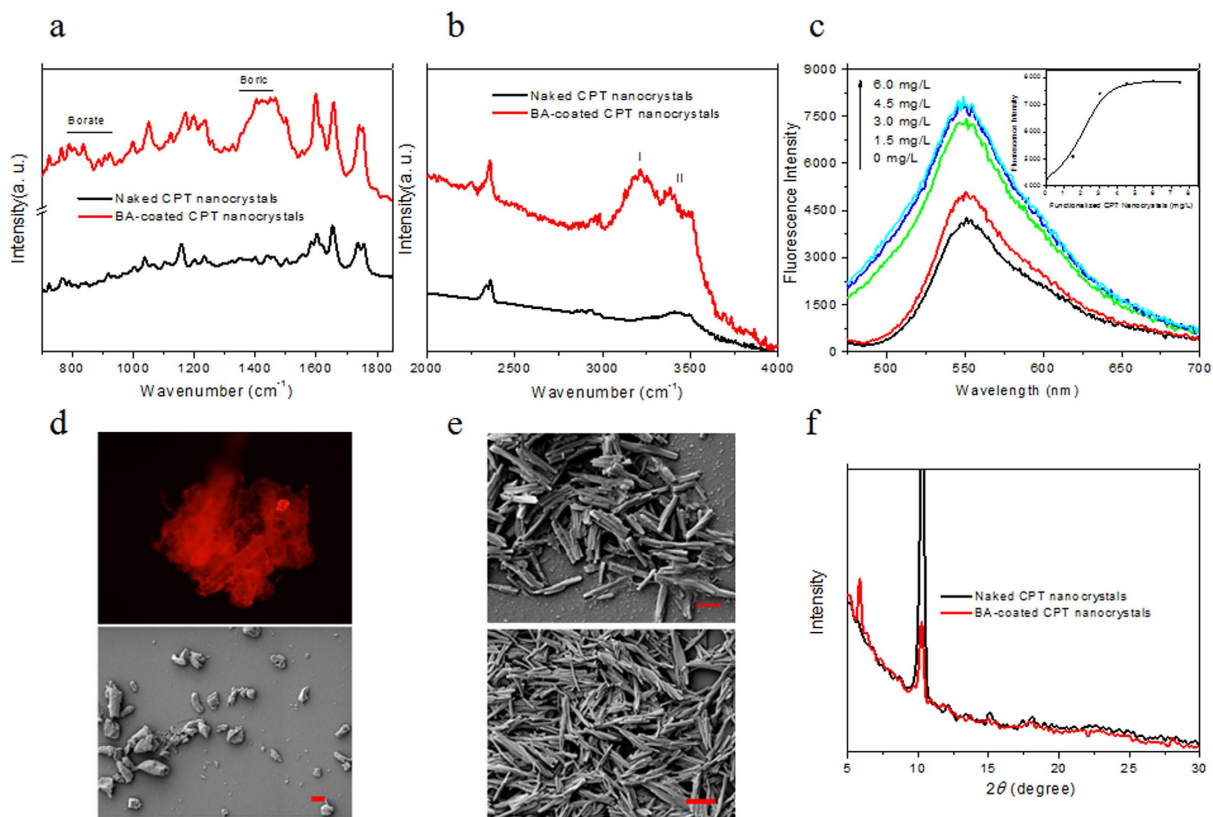 a
Boric
Borate
Naked CPT nanocrystals
BA-coated CPT nanocrystals
Intensity(a. u.)
800 1000 1200 1400 1600 1800
Wavenumber (cm⁻¹)
b
Naked CPT nanocrystals
BA-coated CPT nanocrystals
I
II
Intensity(a. u.)
2000 2500 3000 3500 4000
Wavenumber (cm⁻¹)
c
9000
7500
6000
4500
3000
1500
0
Fluorescence Intensity
6.0 mg/L
4.5 mg/L
3.0 mg/L
1.5 mg/L
0 mg/L
Fluorescence Intensity
Functionalized CPT Nanocrystals (mg/L)
500 550 600 650 700
Wavelength (nm)
d
e
f
Naked CPT nanocrystals
BA-coated CPT nanocrystals
Intensity
5 10 15 20 25 30
2θ (degree)